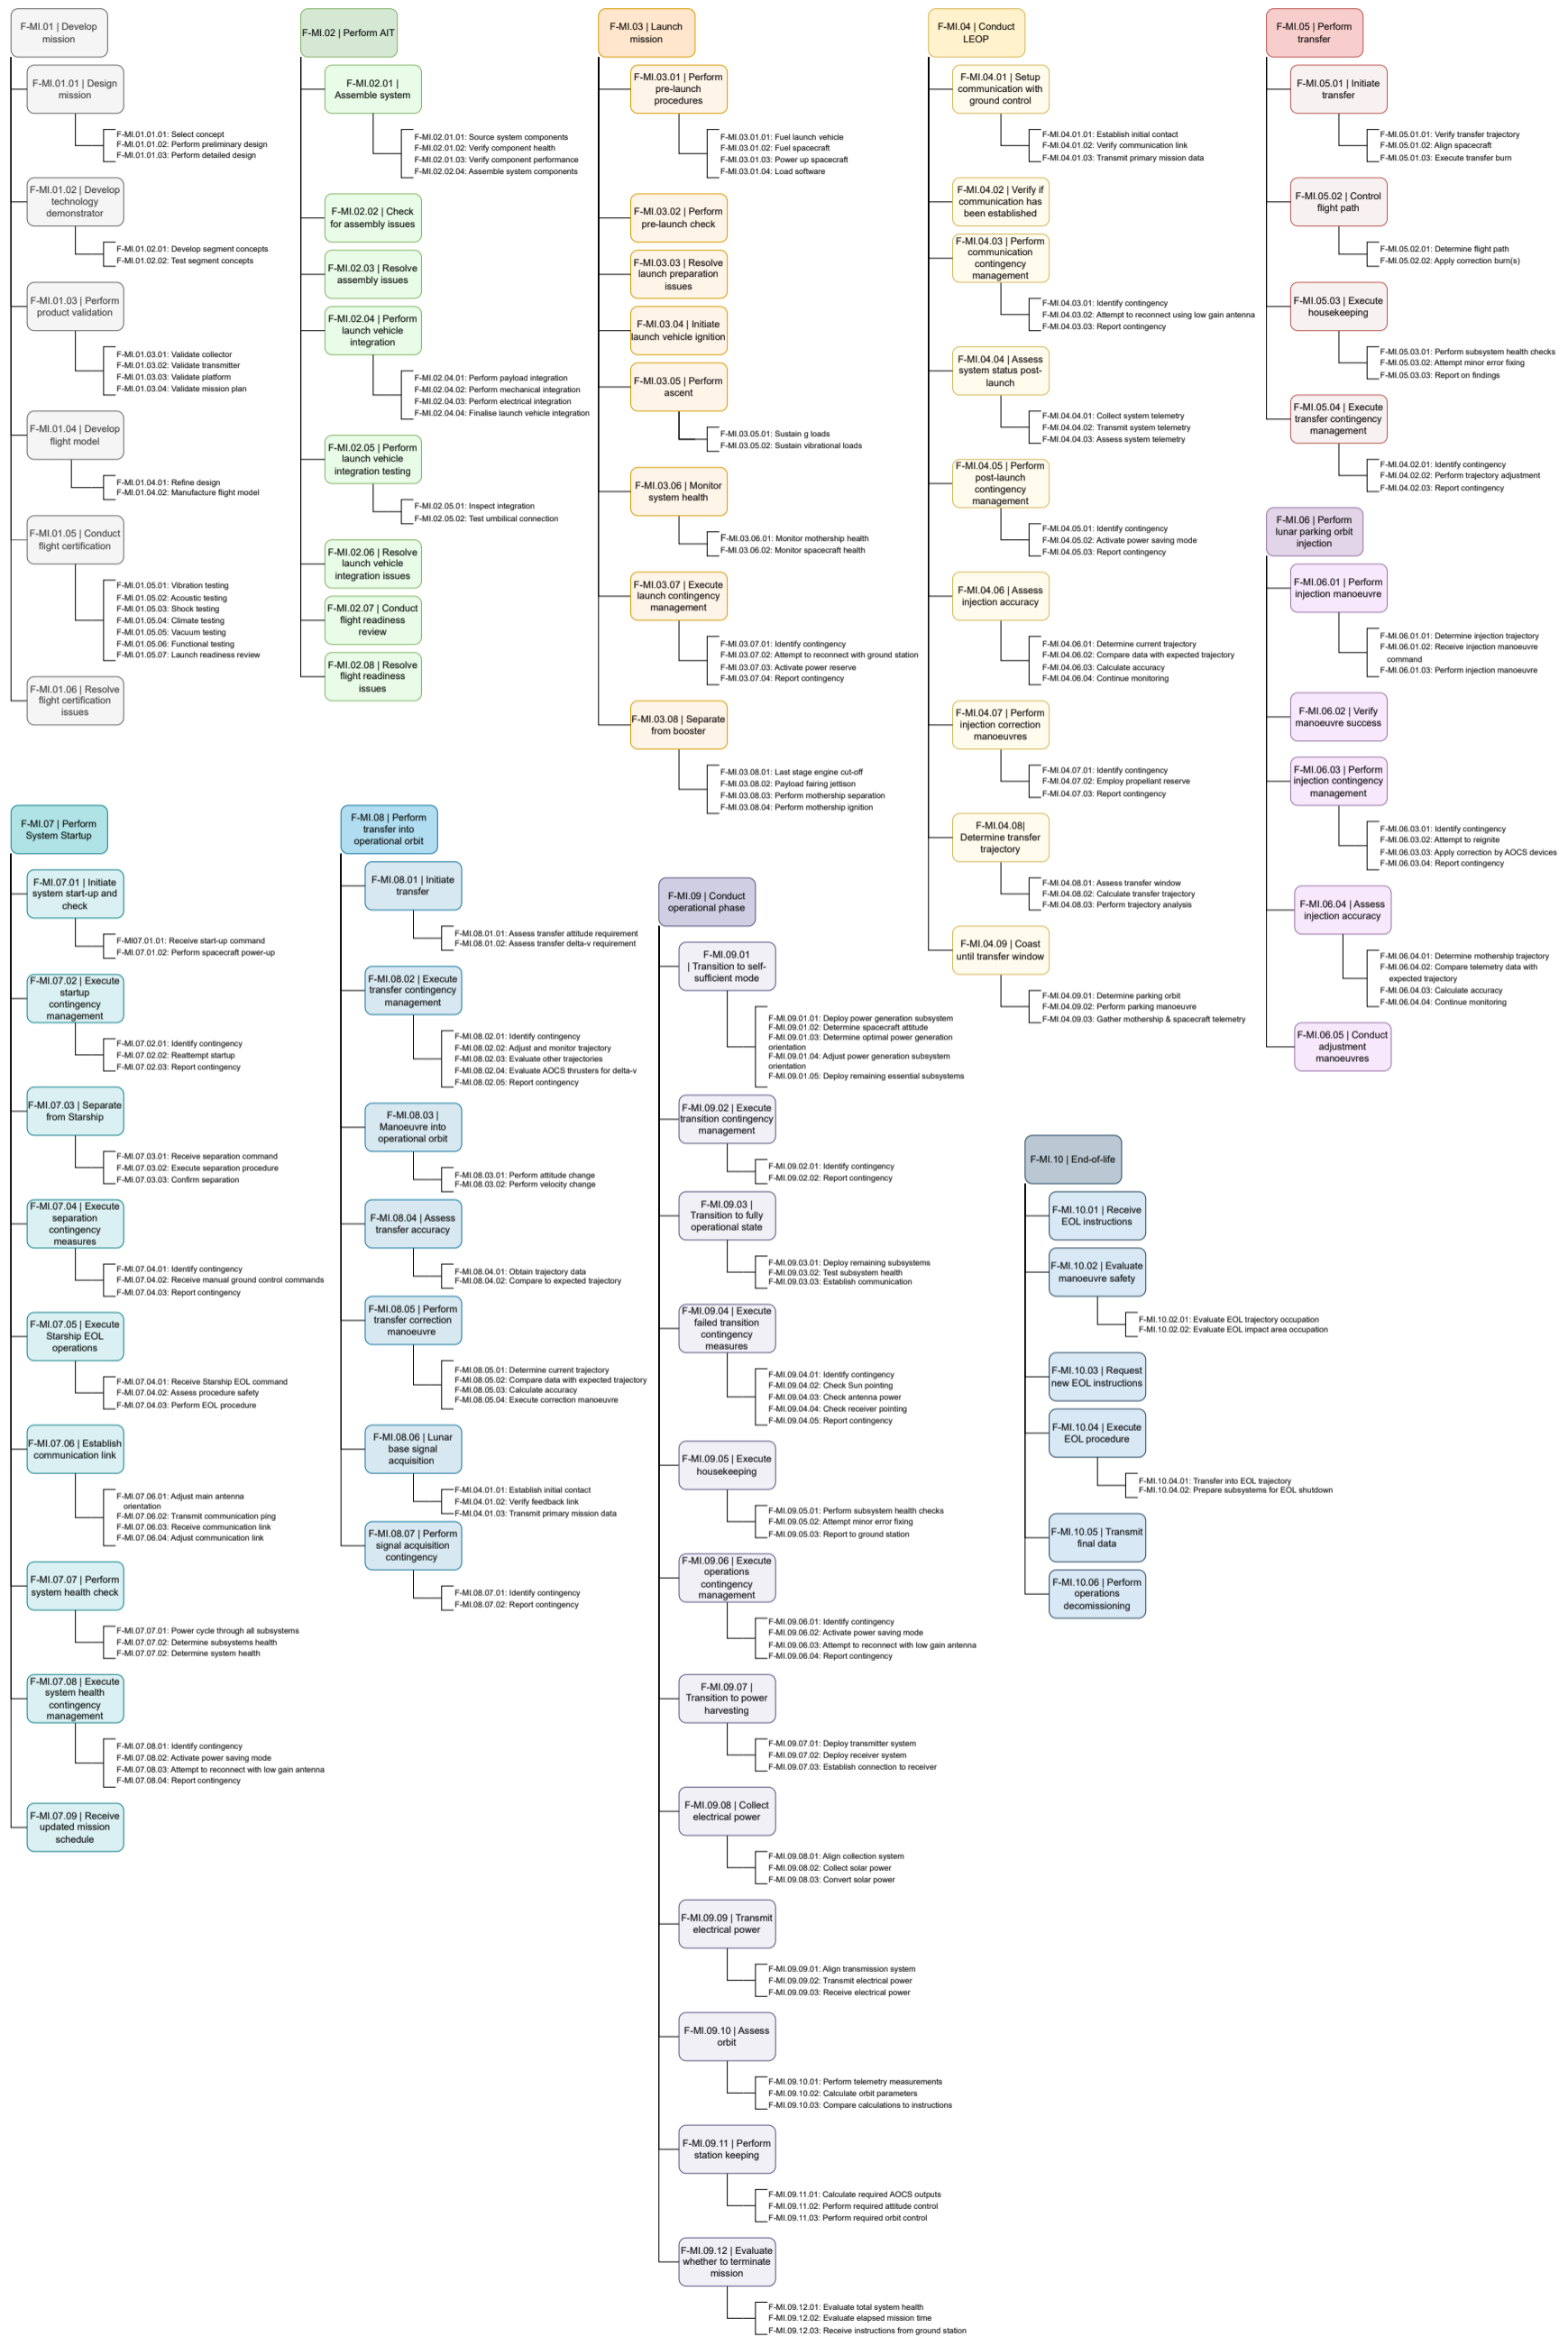 F-MI.01 | Develop
mission
F-MI.01.01 | Design
mission
F-MI.01.01.01: Select concept
F-MI.01.01.02: Perform preliminary design
F-MI.01.01.03: Perform detailed design
F-MI.01.02 | Develop
technology
demonstrator
F-MI.01.02.01: Develop segment concepts
F-MI.01.02.02: Test segment concepts
F-MI.01.03 | Perform
product validation
F-MI.01.03.01: Validate collector
F-MI.01.03.02: Validate transmitter
F-MI.01.03.03: Validate platform
F-MI.01.03.04: Validate mission plan
F-MI.01.04 | Develop
flight model
F-MI.01.04.01: Refine design
F-MI.01.04.02: Manufacture flight model
F-MI.01.05 | Conduct
flight certification
F-MI.01.05.01: Vibration testing
F-MI.01.05.02: Acoustic testing
F-MI.01.05.03: Shock testing
F-MI.01.05.04: Climate testing
F-MI.01.05.05: Vacuum testing
F-MI.01.05.06: Functional testing
F-MI.01.05.07: Launch readiness review
F-MI.01.06 | Resolve
flight certification
issues
F-MI.02 | Perform AIT
F-MI.02.01 |
Assemble system
F-MI.02.01.01: Source system components
F-MI.02.01.02: Verify component health
F-MI.02.01.03: Verify component performance
F-MI.02.02.04: Assemble system components
F-MI.02.02 | Check
for assembly issues
F-MI.02.03 | Resolve
assembly issues
F-MI.02.04 | Perform
launch vehicle
integration
F-MI.02.04.01: Perform payload integration
F-MI.02.04.02: Perform mechanical integration
F-MI.02.04.03: Perform electrical integration
F-MI.02.04.04: Finalise launch vehicle integration
F-MI.02.05 | Perform
launch vehicle
integration testing
F-MI.02.05.01: Inspect integration
F-MI.02.05.02: Test umbilical connection
F-MI.02.06 | Resolve
launch vehicle
integration issues
F-MI.02.07 | Conduct
flight readiness
review
F-MI.02.08 | Resolve
flight readiness
issues
F-MI.03 | Launch
mission
F-MI.03.01 | Perform
pre-launch
procedures
F-MI.03.01.01: Fuel launch vehicle
F-MI.03.01.02: Fuel spacecraft
F-MI.03.01.03: Power up spacecraft
F-MI.03.01.04: Load software
F-MI.03.02 | Perform
pre-launch check
F-MI.03.03 | Resolve
launch preparation
issues
F-MI.03.04 | Initiate
launch vehicle ignition
F-MI.03.05 | Perform
ascent
F-MI.03.05.01: Sustain g loads
F-MI.03.05.02: Sustain vibrational loads
F-MI.03.06 | Monitor
system health
F-MI.03.06.01: Monitor mothership health
F-MI.03.06.02: Monitor spacecraft health
F-MI.03.07 | Execute
launch contingency
management
F-MI.03.07.01: Identify contingency
F-MI.03.07.02: Attempt to reconnect with ground station
F-MI.03.07.03: Activate power reserve
F-MI.03.07.04: Report contingency
F-MI.03.08 | Separate
from booster
F-MI.03.08.01: Last stage engine cut-off
F-MI.03.08.02: Payload fairing jettison
F-MI.03.08.03: Perform mothership separation
F-MI.03.08.04: Perform mothership ignition
F-MI.04 | Conduct
LEOP
F-MI.04.01 | Setup
communication with
ground control
F-MI.04.01.01: Establish initial contact
F-MI.04.01.02: Verify communication link
F-MI.04.01.03: Transmit primary mission data
F-MI.04.02 | Verify if
communication has
been established
F-MI.04.03 | Perform
communication
contingency
management
F-MI.04.03.01: Identify contingency
F-MI.04.03.02: Attempt to reconnect using low gain antenna
F-MI.04.03.03: Report contingency
F-MI.04.04 | Assess
system status post-
launch
F-MI.04.04.01: Collect system telemetry
F-MI.04.04.02: Transmit system telemetry
F-MI.04.04.03: Assess system telemetry
F-MI.04.05 | Perform
post-launch
contingency
management
F-MI.04.05.01: Identify contingency
F-MI.04.05.02: Activate power saving mode
F-MI.04.05.03: Report contingency
F-MI.04.06 | Assess
injection accuracy
F-MI.04.06.01: Determine current trajectory
F-MI.04.06.02: Compare data with expected trajectory
F-MI.04.06.03: Calculate accuracy
F-MI.04.06.04: Continue monitoring
F-MI.04.07 | Perform
injection correction
manoeuvres
F-MI.04.07.01: Identify contingency
F-MI.04.07.02: Employ propellant reserve
F-MI.04.07.03: Report contingency
F-MI.04.08|
Determine transfer
trajectory
F-MI.04.08.01: Assess transfer window
F-MI.04.08.02: Calculate transfer trajectory
F-MI.04.08.03: Perform trajectory analysis
F-MI.04.09 | Coast
until transfer window
F-MI.04.09.01: Determine parking orbit
F-MI.04.09.02: Perform parking manoeuvre
F-MI.04.09.03: Gather mothership & spacecraft telemetry
F-MI.05 | Perform
transfer
F-MI.05.01 | Initiate
transfer
F-MI.05.01.01: Verify transfer trajectory
F-MI.05.01.02: Align spacecraft
F-MI.05.01.03: Execute transfer burn
F-MI.05.02 | Control
flight path
F-MI.05.02.01: Determine flight path
F-MI.05.02.02: Apply correction burn(s)
F-MI.05.03 | Execute
housekeeping
F-MI.05.03.01: Perform subsystem health checks
F-MI.05.03.02: Attempt minor error fixing
F-MI.05.03.03: Report on findings
F-MI.05.04 | Execute
transfer contingency
management
F-MI.04.02.01: Identify contingency
F-MI.04.02.02: Perform trajectory adjustment
F-MI.04.02.03: Report contingency
F-MI.06 | Perform
lunar parking orbit
injection
F-MI.06.01 | Perform
injection manoeuvre
F-MI.06.01.01: Determine injection trajectory
F-MI.06.01.02: Receive injection manoeuvre
command
F-MI.06.01.03: Perform injection manoeuvre
F-MI.06.02 | Verify
manoeuvre success
F-MI.06.03 | Perform
injection contingency
management
F-MI.06.03.01: Identify contingency
F-MI.06.03.02: Attempt to reignite
F-MI.06.03.03: Apply correction by AOCS devices
F-MI.06.03.04: Report contingency
F-MI.06.04 | Assess
injection accuracy
F-MI.06.04.01: Determine mothership trajectory
F-MI.06.04.02: Compare telemetry data with
expected trajectory
F-MI.06.04.03: Calculate accuracy
F-MI.06.04.04: Continue monitoring
F-MI.06.05 | Conduct
adjustment
manoeuvres
F-MI.07 | Perform
System Startup
F-MI.07.01 | Initiate
system start-up and
check
F-MI07.01.01: Receive start-up command
F-MI.07.01.02: Perform spacecraft power-up
F-MI.07.02 | Execute
startup
contingency
management
F-MI.07.02.01: Identify contingency
F-MI.07.02.02: Reattempt startup
F-MI.07.02.03: Report contingency
F-MI.07.03 | Separate
from Starship
F-MI.07.03.01: Receive separation command
F-MI.07.03.02: Execute separation procedure
F-MI.07.03.03: Confirm separation
F-MI.07.04 | Execute
separation
contingency
measures
F-MI.07.04.01: Identify contingency
F-MI.07.04.02: Receive manual ground control commands
F-MI.07.04.03: Report contingency
F-MI.07.05 | Execute
Starship EOL
operations
F-MI.07.04.01: Receive Starship EOL command
F-MI.07.04.02: Assess procedure safety
F-MI.07.04.03: Perform EOL procedure
F-MI.07.06 | Establish
communication link
F-MI.07.06.01: Adjust main antenna
orientation
F-MI.07.06.02: Transmit communication ping
F-MI.07.06.03: Receive communication link
F-MI.07.06.04: Adjust communication link
F-MI.07.07 | Perform
system health check
F-MI.07.07.01: Power cycle through all subsystems
F-MI.07.07.02: Determine subsystems health
F-MI.07.07.02: Determine system health
F-MI.07.08 | Execute
system health
contingency
management
F-MI.07.08.01: Identify contingency
F-MI.07.08.02: Activate power saving mode
F-MI.07.08.03: Attempt to reconnect with low gain antenna
F-MI.07.08.04: Report contingency
F-MI.07.09 | Receive
updated mission
schedule
F-MI.08 | Perform
transfer into
operational orbit
F-MI.08.01 | Initiate
transfer
F-MI.08.01.01: Assess transfer attitude requirement
F-MI.08.01.02: Assess transfer delta-v requirement
F-MI.08.02 | Execute
transfer contingency
management
F-MI.08.02.01: Identify contingency
F-MI.08.02.02: Adjust and monitor trajectory
F-MI.08.02.03: Evaluate other trajectories
F-MI.08.02.04: Evaluate AOCS thrusters for delta-v
F-MI.08.02.05: Report contingency
F-MI.08.03 |
Manoeuvre into
operational orbit
F-MI.08.03.01: Perform attitude change
F-MI.08.03.02: Perform velocity change
F-MI.08.04 | Assess
transfer accuracy
F-MI.08.04.01: Obtain trajectory data
F-MI.08.04.02: Compare to expected trajectory
F-MI.08.05 | Perform
transfer correction
manoeuvre
F-MI.08.05.01: Determine current trajectory
F-MI.08.05.02: Compare data with expected trajectory
F-MI.08.05.03: Calculate accuracy
F-MI.08.05.04: Execute correction manoeuvre
F-MI.08.06 | Lunar
base signal
acquisition
F-MI.04.01.01: Establish initial contact
F-MI.04.01.02: Verify feedback link
F-MI.04.01.03: Transmit primary mission data
F-MI.08.07 | Perform
signal acquisition
contingency
F-MI.08.07.01: Identify contingency
F-MI.08.07.02: Report contingency
F-MI.09 | Conduct
operational phase
F-MI.09.01
| Transition to self-
sufficient mode
F-MI.09.01.01: Deploy power generation subsystem
F-MI.09.01.02: Determine spacecraft attitude
F-MI.09.01.03: Determine optimal power generation
orientation
F-MI.09.01.04: Adjust power generation subsystem
orientation
F-MI.09.01.05: Deploy remaining essential subsystems
F-MI.09.02 | Execute
transition contingency
management
F-MI.09.02.01: Identify contingency
F-MI.09.02.02: Report contingency
F-MI.09.03 |
Transition to fully
operational state
F-MI.09.03.01: Deploy remaining subsystems
F-MI.09.03.02: Test subsystem health
F-MI.09.03.03: Establish communication
F-MI.09.04 | Execute
failed transition
contingency
measures
F-MI.09.04.01: Identify contingency
F-MI.09.04.02: Check Sun pointing
F-MI.09.04.03: Check antenna power
F-MI.09.04.04: Check receiver pointing
F-MI.09.04.05: Report contingency
F-MI.09.05 | Execute
housekeeping
F-MI.09.05.01: Perform subsystem health checks
F-MI.09.05.02: Attempt minor error fixing
F-MI.09.05.03: Report to ground station
F-MI.09.06 | Execute
operations
contingency
management
F-MI.09.06.01: Identify contingency
F-MI.09.06.02: Activate power saving mode
F-MI.09.06.03: Attempt to reconnect with low gain antenna
F-MI.09.06.04: Report contingency
F-MI.09.07 |
Transition to power
harvesting
F-MI.09.07.01: Deploy transmitter system
F-MI.09.07.02: Deploy receiver system
F-MI.09.07.03: Establish connection to receiver
F-MI.09.08 | Collect
electrical power
F-MI.09.08.01: Align collection system
F-MI.09.08.02: Collect solar power
F-MI.09.08.03: Convert solar power
F-MI.09.09 | Transmit
electrical power
F-MI.09.09.01: Align transmission system
F-MI.09.09.02: Transmit electrical power
F-MI.09.09.03: Receive electrical power
F-MI.09.10 | Assess
orbit
F-MI.09.10.01: Perform telemetry measurements
F-MI.09.10.02: Calculate orbit parameters
F-MI.09.10.03: Compare calculations to instructions
F-MI.09.11 | Perform
station keeping
F-MI.09.11.01: Calculate required AOCS outputs
F-MI.09.11.02: Perform required attitude control
F-MI.09.11.03: Perform required orbit control
F-MI.09.12 | Evaluate
whether to terminate
mission
F-MI.09.12.01: Evaluate total system health
F-MI.09.12.02: Evaluate elapsed mission time
F-MI.09.12.03: Receive instructions from ground station
F-MI.10 | End-of-life
F-MI.10.01 | Receive
EOL instructions
F-MI.10.02 | Evaluate
manoeuvre safety
F-MI.10.02.01: Evaluate EOL trajectory occupation
F-MI.10.02.02: Evaluate EOL impact area occupation
F-MI.10.03 | Request
new EOL instructions
F-MI.10.04 | Execute
EOL procedure
F-MI.10.04.01: Transfer into EOL trajectory
F-MI.10.04.02: Prepare subsystems for EOL shutdown
F-MI.10.05 | Transmit
final data
F-MI.10.06 | Perform
operations
decomissioning